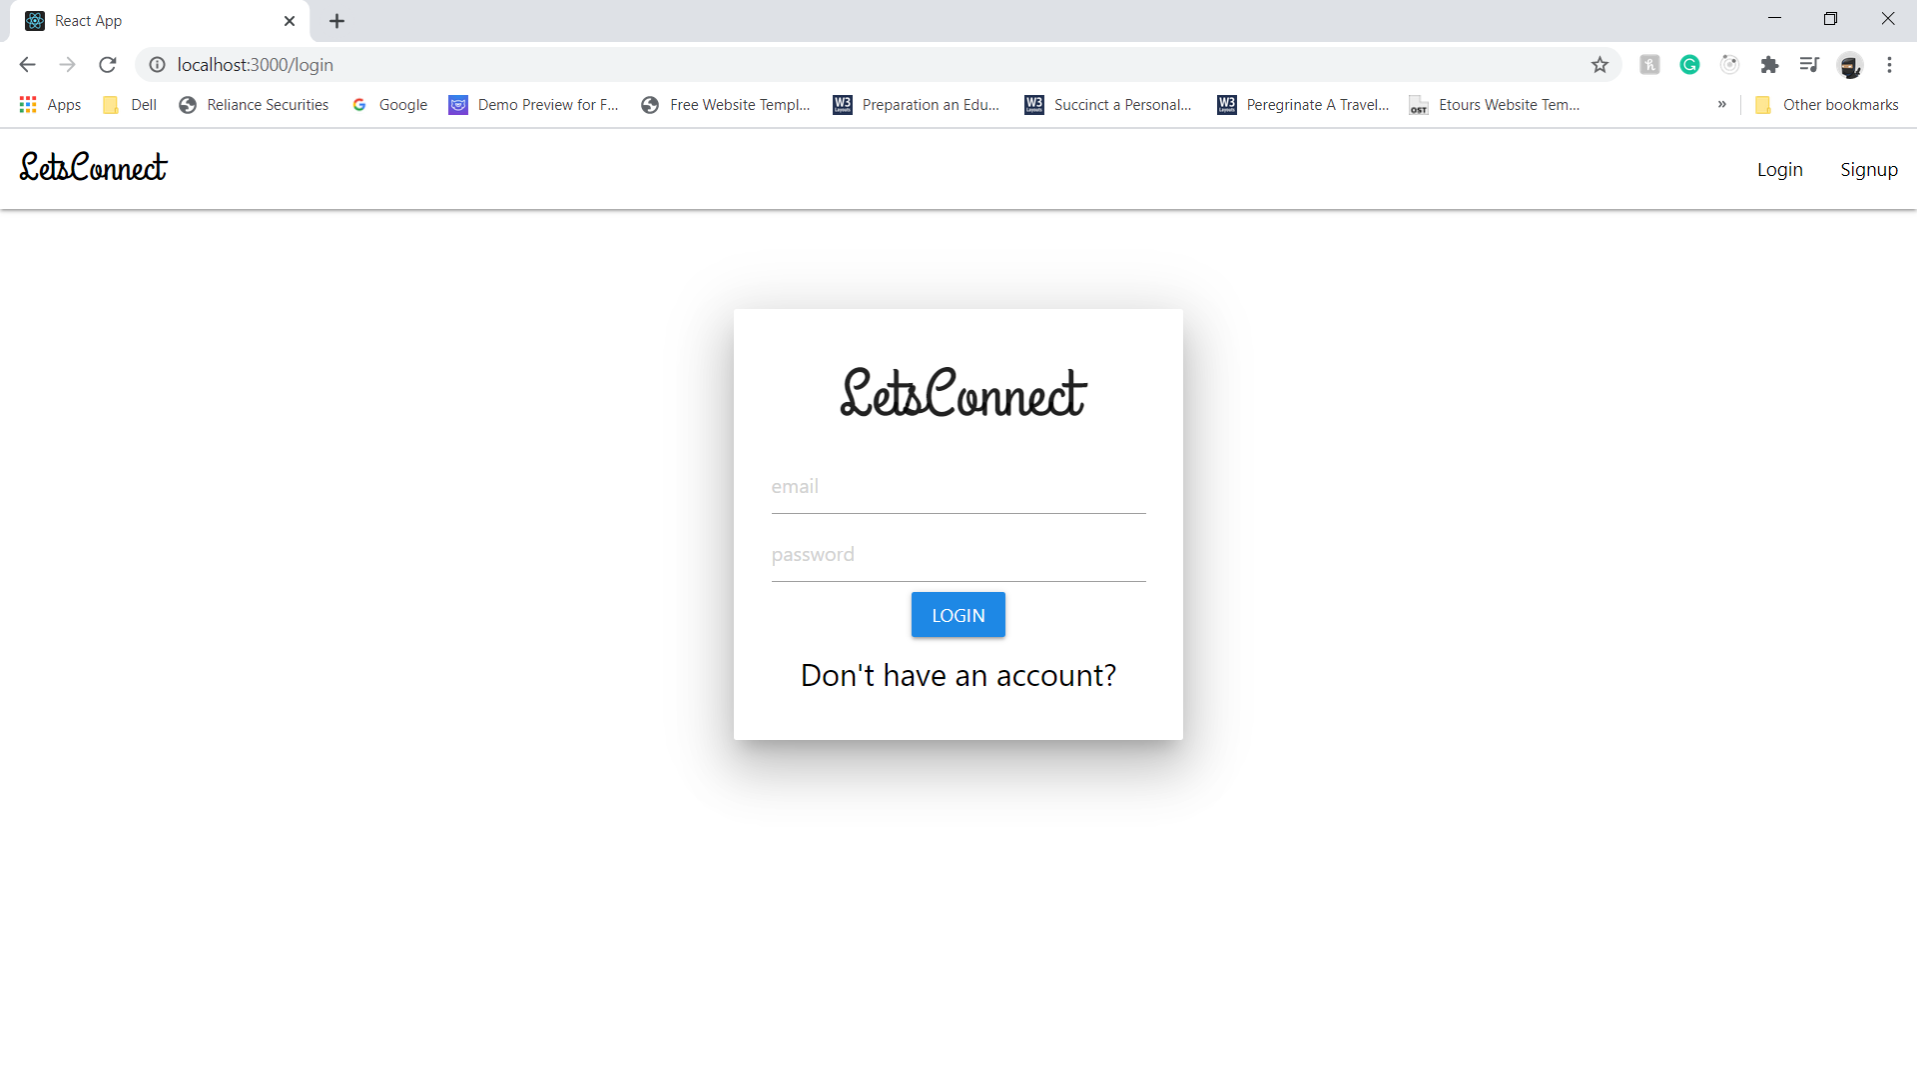 React App
localhost:3000/login
Apps Dell Reliance Securities Google Demo Preview for F... Free Website Templ... Preparation an Edu... Succinct a Personal... Peregrinate A Travel... Etours Website Tem... » Other bookmarks
LetsConnect Login Signup
LetsConnect
email
password
LOGIN
Don't have an account?